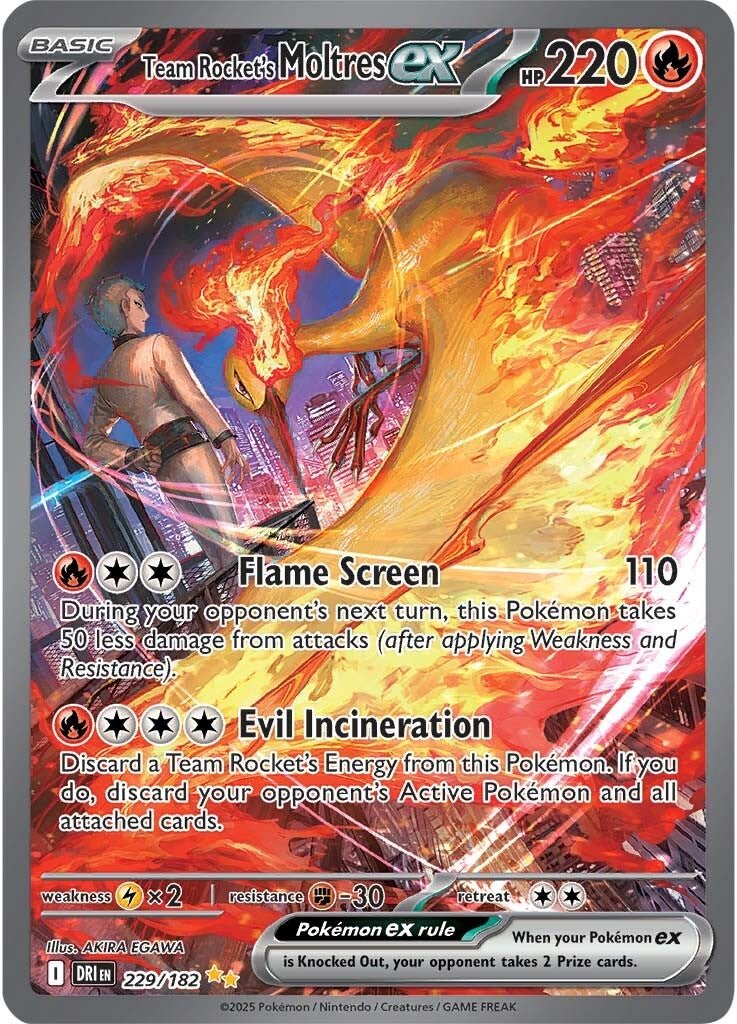 BASIC
Team Rocket's Moltres ex
HP 220
Flame Screen 110
During your opponent's next turn, this Pokémon takes
50 less damage from attacks (after applying Weakness and
Resistance).
Evil Incineration
Discard a Team Rocket's Energy from this Pokémon. If you
do, discard your opponent's Active Pokémon and all
attached cards.
weakness ×2 resistance -30 retreat
Pokémon ex rule
When your Pokémon ex
is Knocked Out, your opponent takes 2 Prize cards.
Illus. AKIRA EGAWA
I DRI EN 229/182
©2025 Pokémon / Nintendo / Creatures / GAME FREAK